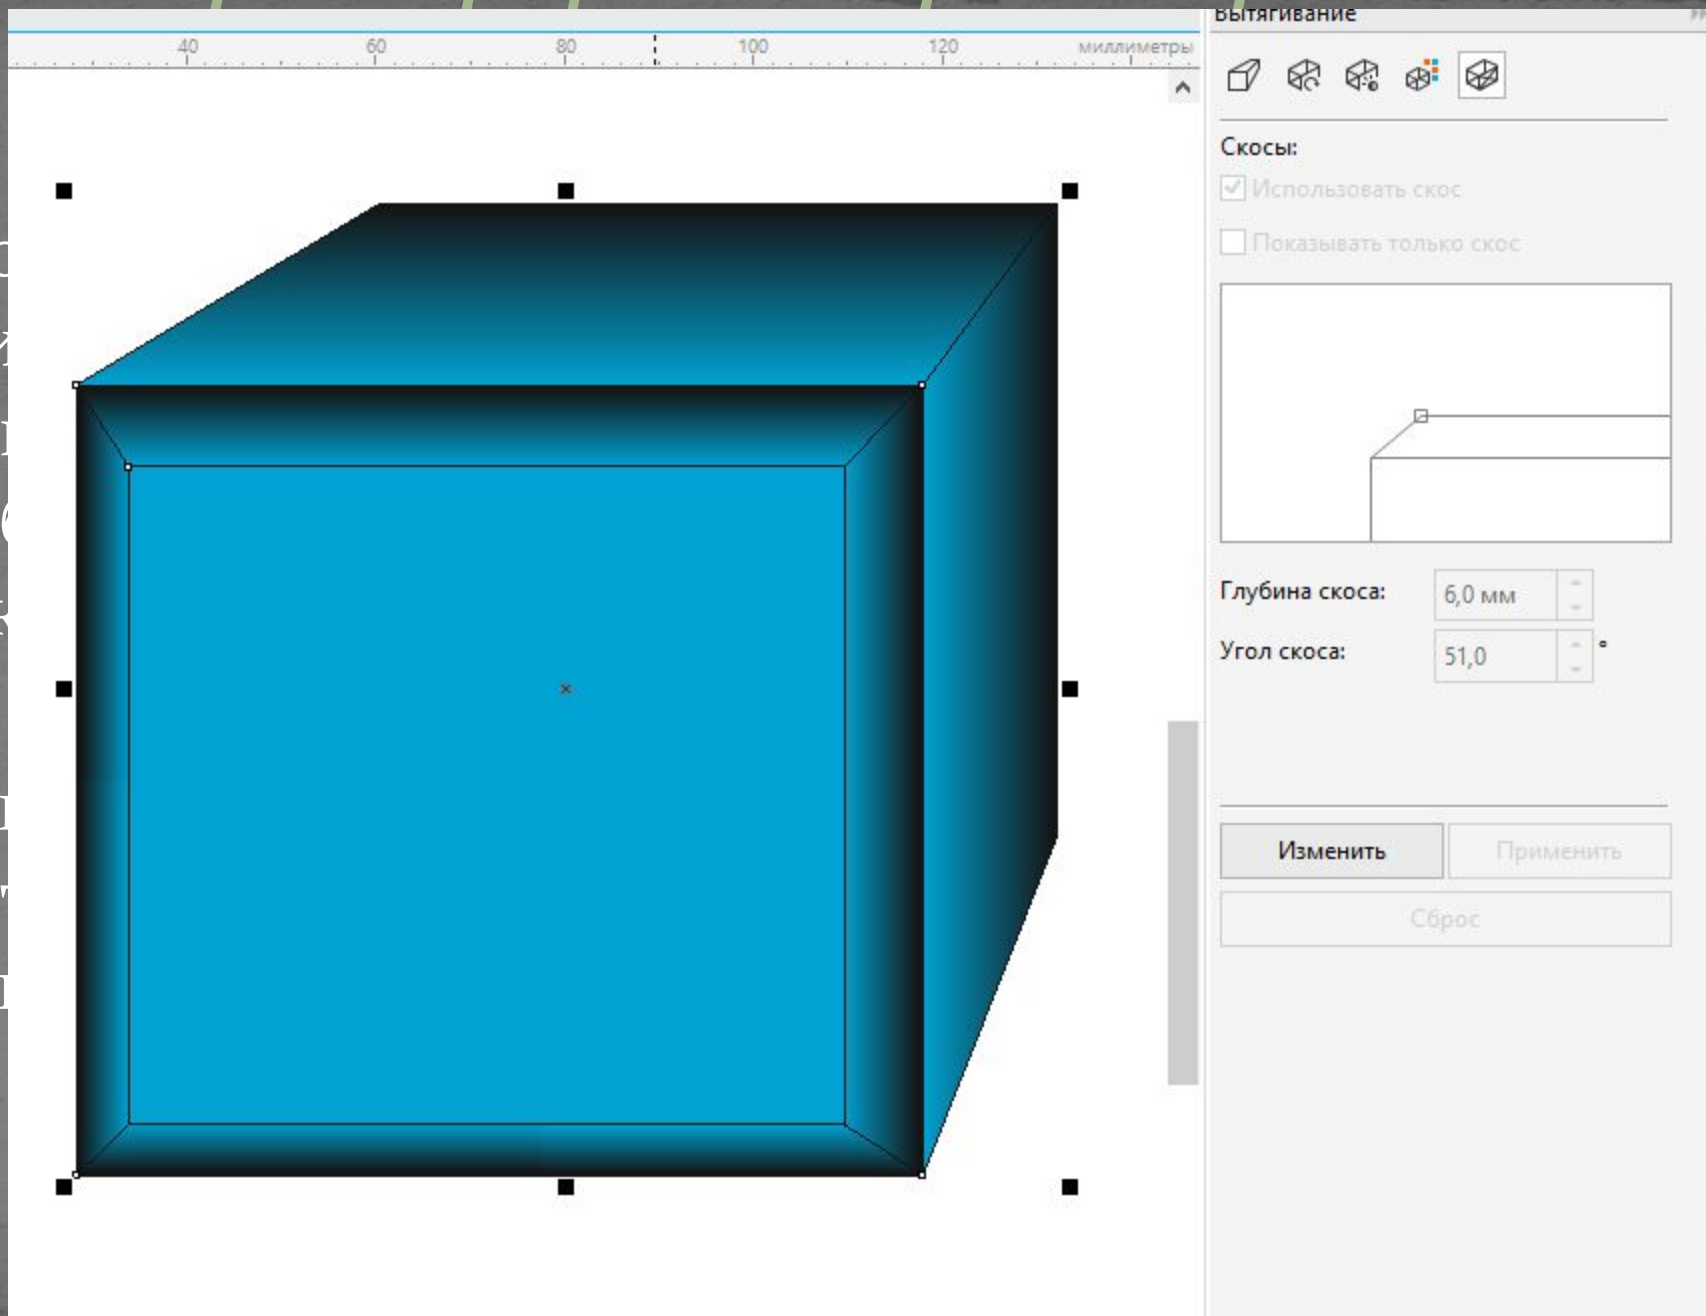 Вытягивание
40 60 80 100 120 миллиметры
Скосы:
Использовать скос
Показывать только скос
Глубина скоса: 6,0 мм
Угол скоса: 51,0 °
Изменить Применить
Сброс